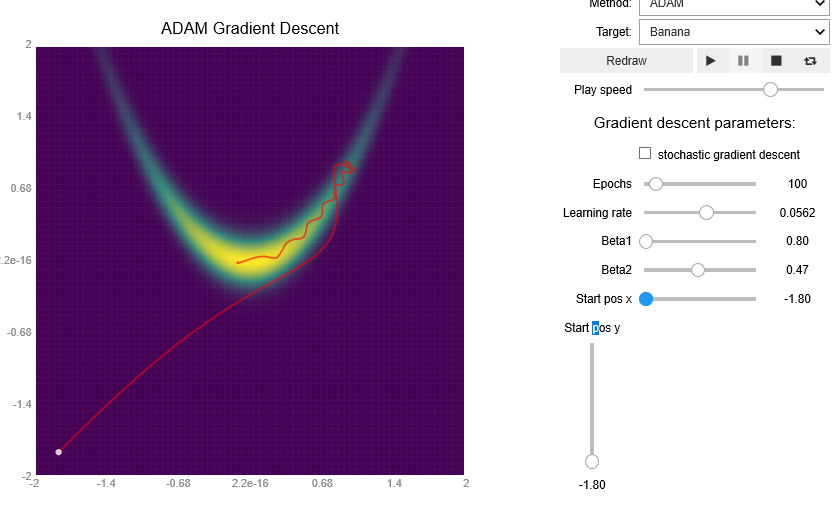 Method: ADAM
ADAM Gradient Descent
Target: Banana
Redraw
Play speed
Gradient descent parameters:
stochastic gradient descent
Epochs 100
Learning rate 0.0562
Beta1 0.80
Beta2 0.47
Start pos x -1.80
Start pos y
-1.80
2
1.4
0.68
.2e-16
-0.68
-1.4
-2
-2 -1.4 -0.68 2.2e-16 0.68 1.4 2